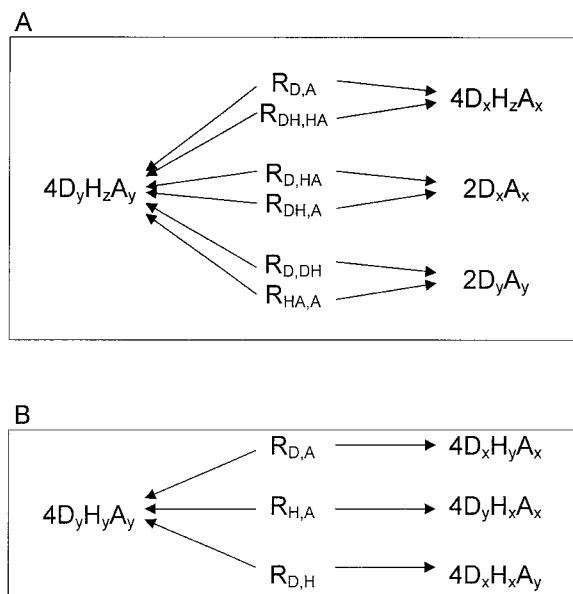 A
R_D,A
4D_xH_zA_x
R_DH,HA
4D_yH_zA_y
R_D,HA
2D_xA_x
R_DH,A
R_D,DH
2D_yA_y
R_HA,A
B
R_D,A
4D_xH_yA_x
4D_yH_yA_y
R_H,A
4D_yH_xA_x
R_D,H
4D_xH_xA_y